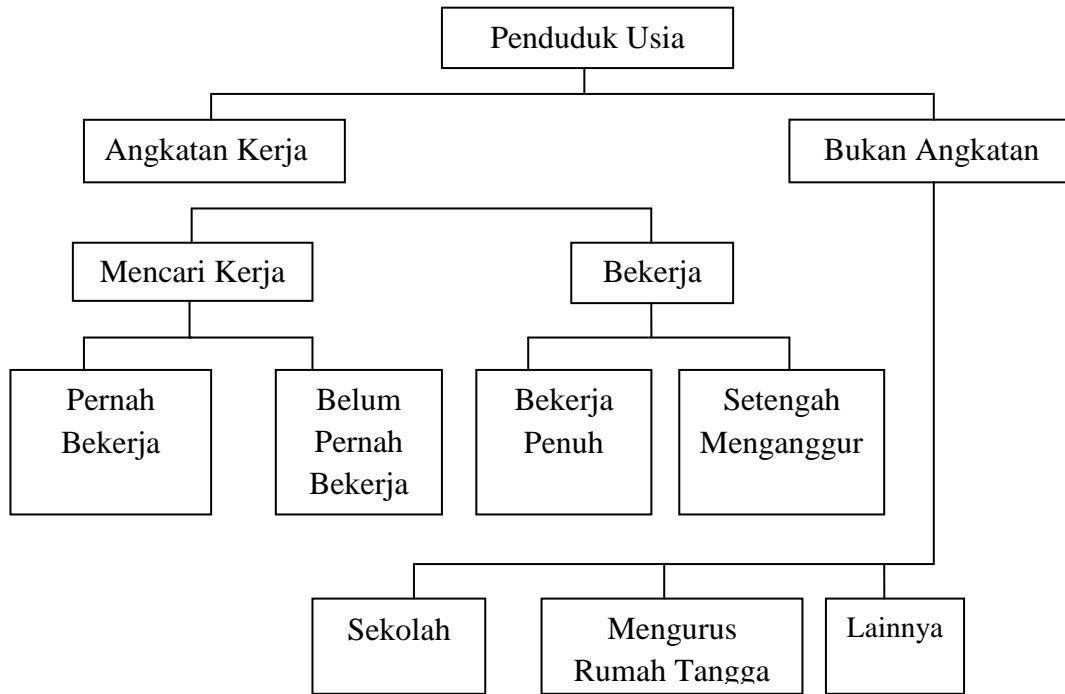 Penduduk Usia
Angkatan Kerja
Bukan Angkatan
Mencari Kerja
Bekerja
Pernah
Bekerja
Belum
Pernah
Bekerja
Bekerja
Penuh
Setengah
Menganggur
Sekolah
Mengurus
Rumah Tangga
Lainnya